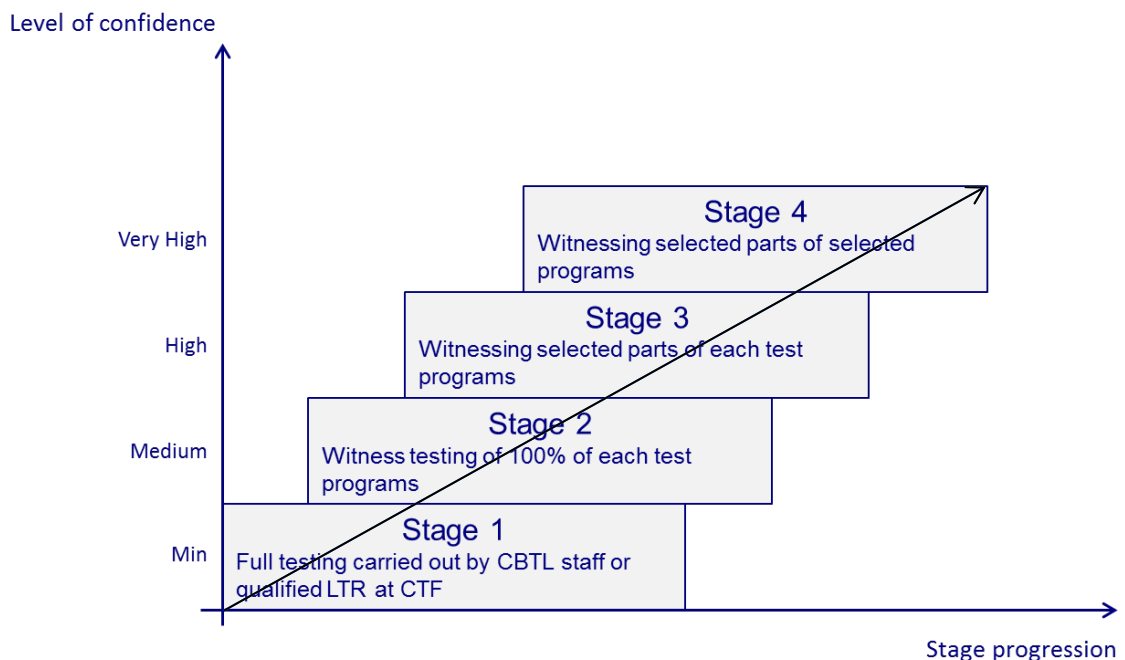 Level of confidence
Very High
Stage 4
Witnessing selected parts of selected
programs
High
Stage 3
Witnessing selected parts of each test
programs
Medium
Stage 2
Witness testing of 100% of each test
programs
Min
Stage 1
Full testing carried out by CBTL staff or
qualified LTR at CTF
Stage progression